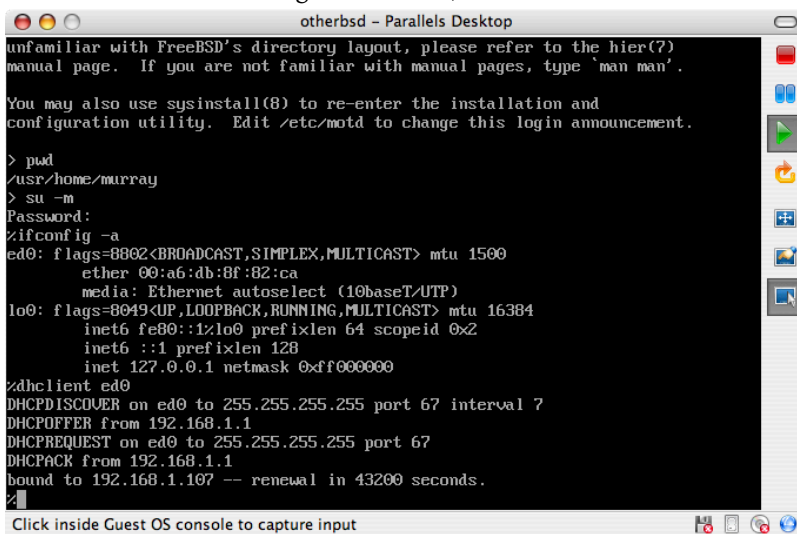 otherbsd – Parallels Desktop
unfamiliar with FreeBSD's directory layout, please refer to the hier(7)
manual page.  If you are not familiar with manual pages, type `man man'.
You may also use sysinstall(8) to re-enter the installation and
configuration utility.  Edit /etc/motd to change this login announcement.
> pwd
/usr/home/murray
> su -m
Password:
%ifconfig -a
ed0: flags=8802<BROADCAST,SIMPLEX,MULTICAST> mtu 1500
        ether 00:a6:db:8f:82:ca
        media: Ethernet autoselect (10baseT/UTP)
lo0: flags=8049<UP,LOOPBACK,RUNNING,MULTICAST> mtu 16384
        inet6 fe80::1%lo0 prefixlen 64 scopeid 0x2
        inet6 ::1 prefixlen 128
        inet 127.0.0.1 netmask 0xff000000
%dhclient ed0
DHCPDISCOVER on ed0 to 255.255.255.255 port 67 interval 7
DHCPOFFER from 192.168.1.1
DHCPREQUEST on ed0 to 255.255.255.255 port 67
DHCPACK from 192.168.1.1
bound to 192.168.1.107 -- renewal in 43200 seconds.
%
Click inside Guest OS console to capture input